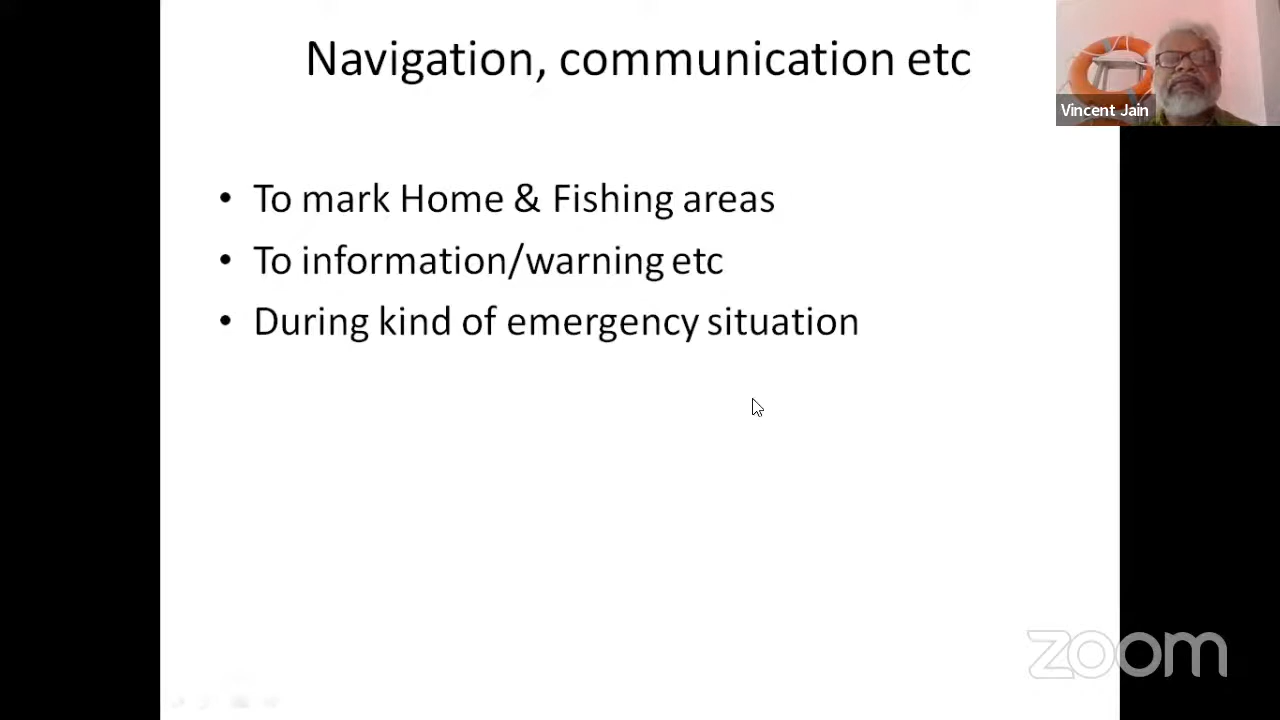 Navigation, communication etc
Vincent Jain
• To mark Home & Fishing areas
• To information/warning etc
• During kind of emergency situation
zoom